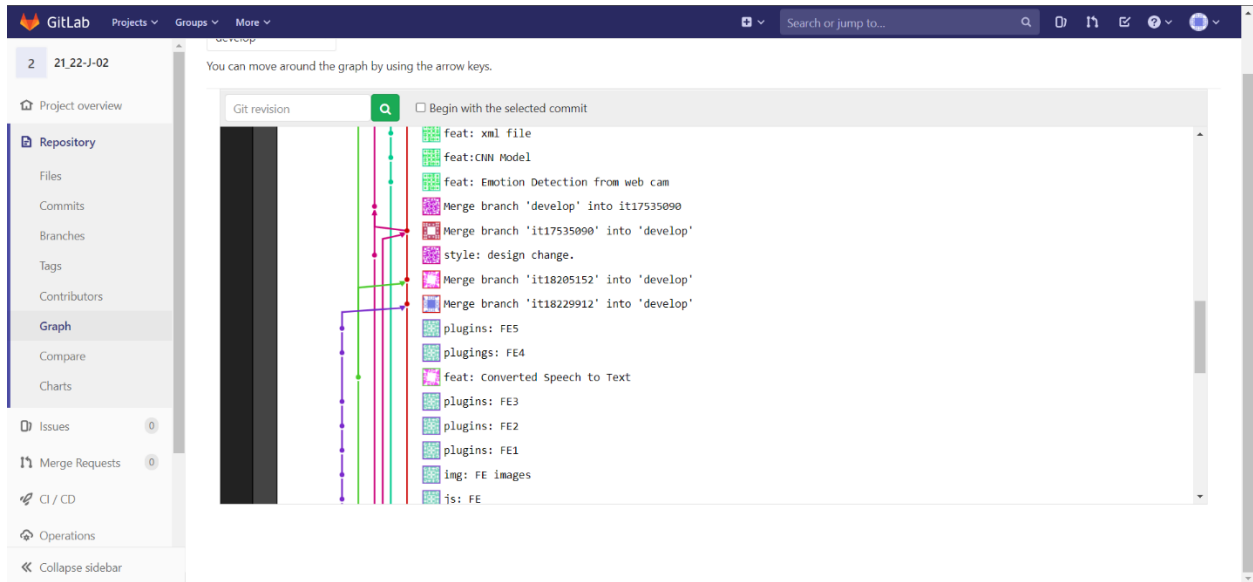 GitLab Projects Groups More Search or jump to...
2 21_22-J-02
develop
You can move around the graph by using the arrow keys.
Project overview
Repository
Files
Commits
Branches
Tags
Contributors
Graph
Compare
Charts
Issues 0
Merge Requests 0
CI / CD
Operations
Collapse sidebar
Git revision Begin with the selected commit
feat: xml file
feat:CNN Model
feat: Emotion Detection from web cam
Merge branch 'develop' into it17535090
Merge branch 'it17535090' into 'develop'
style: design change.
Merge branch 'it18205152' into 'develop'
Merge branch 'it18229912' into 'develop'
plugins: FE5
plugings: FE4
feat: Converted Speech to Text
plugins: FE3
plugins: FE2
plugins: FE1
img: FE images
js: FE